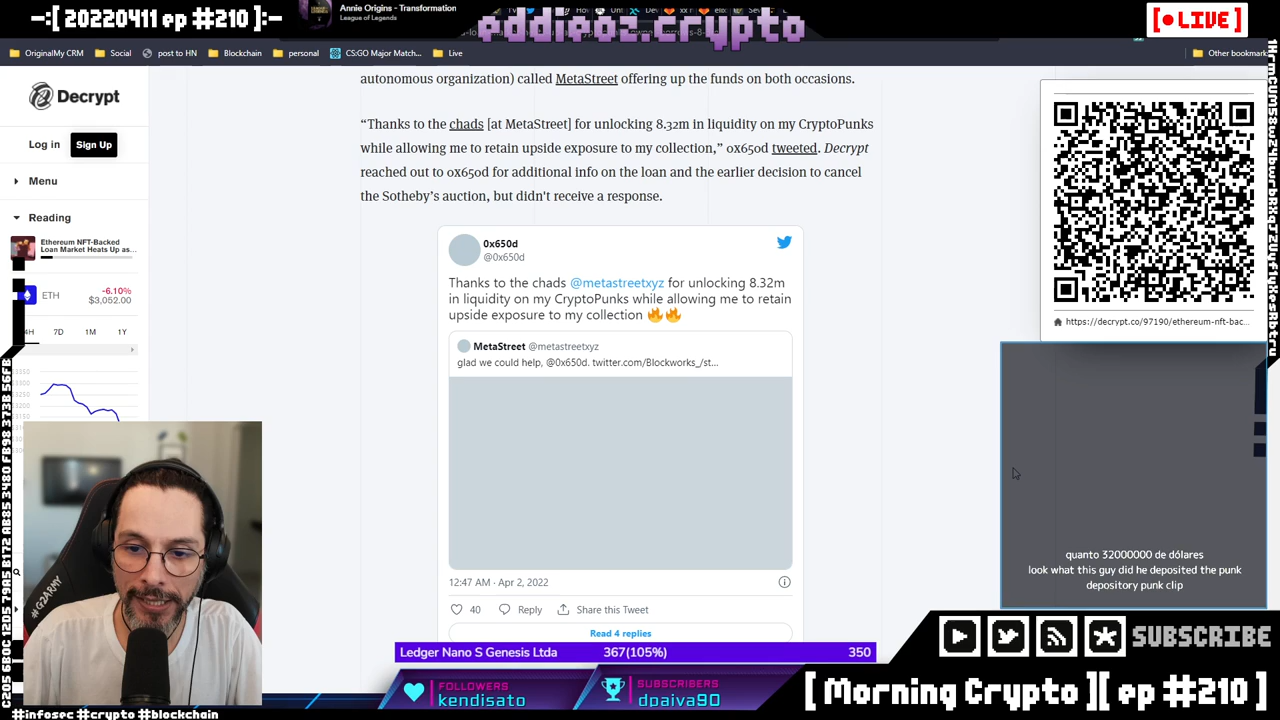 -:[ 20220411 ep #210 ]:-
Annie Origins - Transformation
League of Legends
eddieoz.crypto
[ LIVE ]
OriginalMy CRM
Social
post to HN
Blockchain
personal
CS:GO Major Match...
Live
Other bookmark
Decrypt
Log in
Sign Up
Menu
Reading
Ethereum NFT-Backed
Loan Market Heats Up as...
ETH
-6.10%
$3,052.00
7D
1M
1Y
autonomous organization) called MetaStreet offering up the funds on both occasions.
“Thanks to the chads [at MetaStreet] for unlocking 8.32m in liquidity on my CryptoPunks
while allowing me to retain upside exposure to my collection,” 0x650d tweeted. Decrypt
reached out to 0x650d for additional info on the loan and the earlier decision to cancel
the Sotheby’s auction, but didn't receive a response.
0x650d
@0x650d
Thanks to the chads @metastreetxyz for unlocking 8.32m
in liquidity on my CryptoPunks while allowing me to retain
upside exposure to my collection 🔥🔥
MetaStreet @metastreetxyz
glad we could help, @0x650d. twitter.com/Blockworks_/st...
12:47 AM · Apr 2, 2022
40
Reply
Share this Tweet
Read 4 replies
https://decrypt.co/97190/ethereum-nft-bac...
quanto 32000000 de dólares
look what this guy did he deposited the punk
depository punk clip
Ledger Nano S Genesis Ltda
367(105%)
350
FOLLOWERS
kendisato
SUBSCRIBERS
dpaiva90
SUBSCRIBE
[ Morning Crypto ][ ep #210 ]
#infosec #crypto #blockchain
#G2ARMY